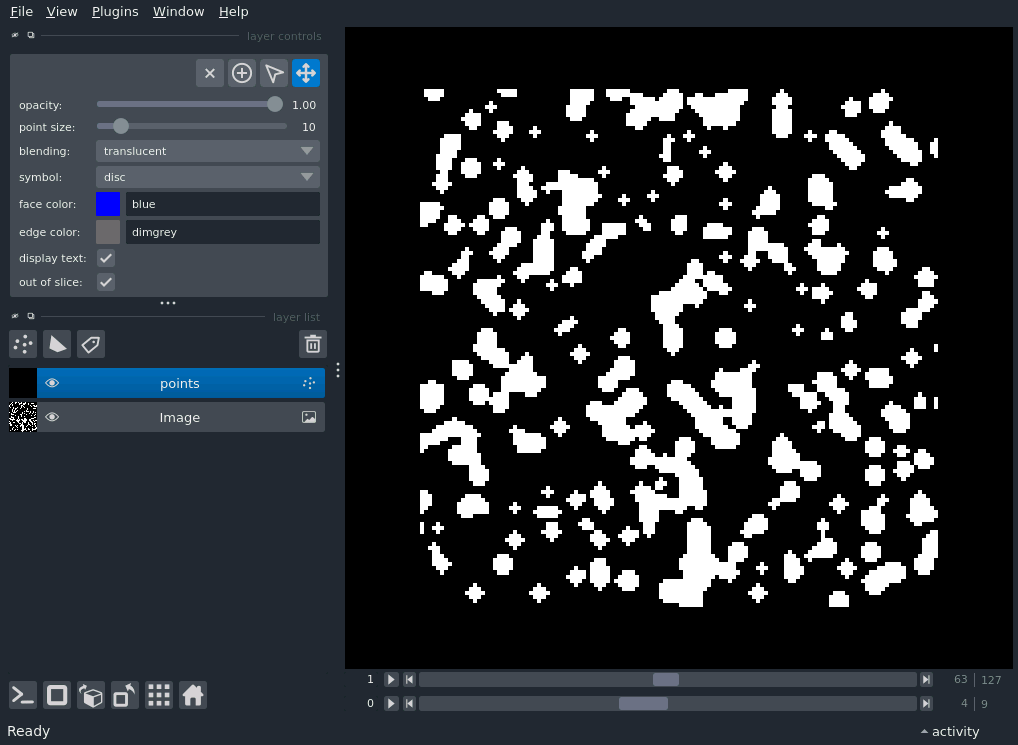 File View Plugins Window Help
layer controls
opacity: 1.00
point size: 10
blending: translucent
symbol: disc
face color: blue
edge color: dimgrey
display text:
out of slice:
layer list
points
Image
1 63 127
0 4 9
Ready activity